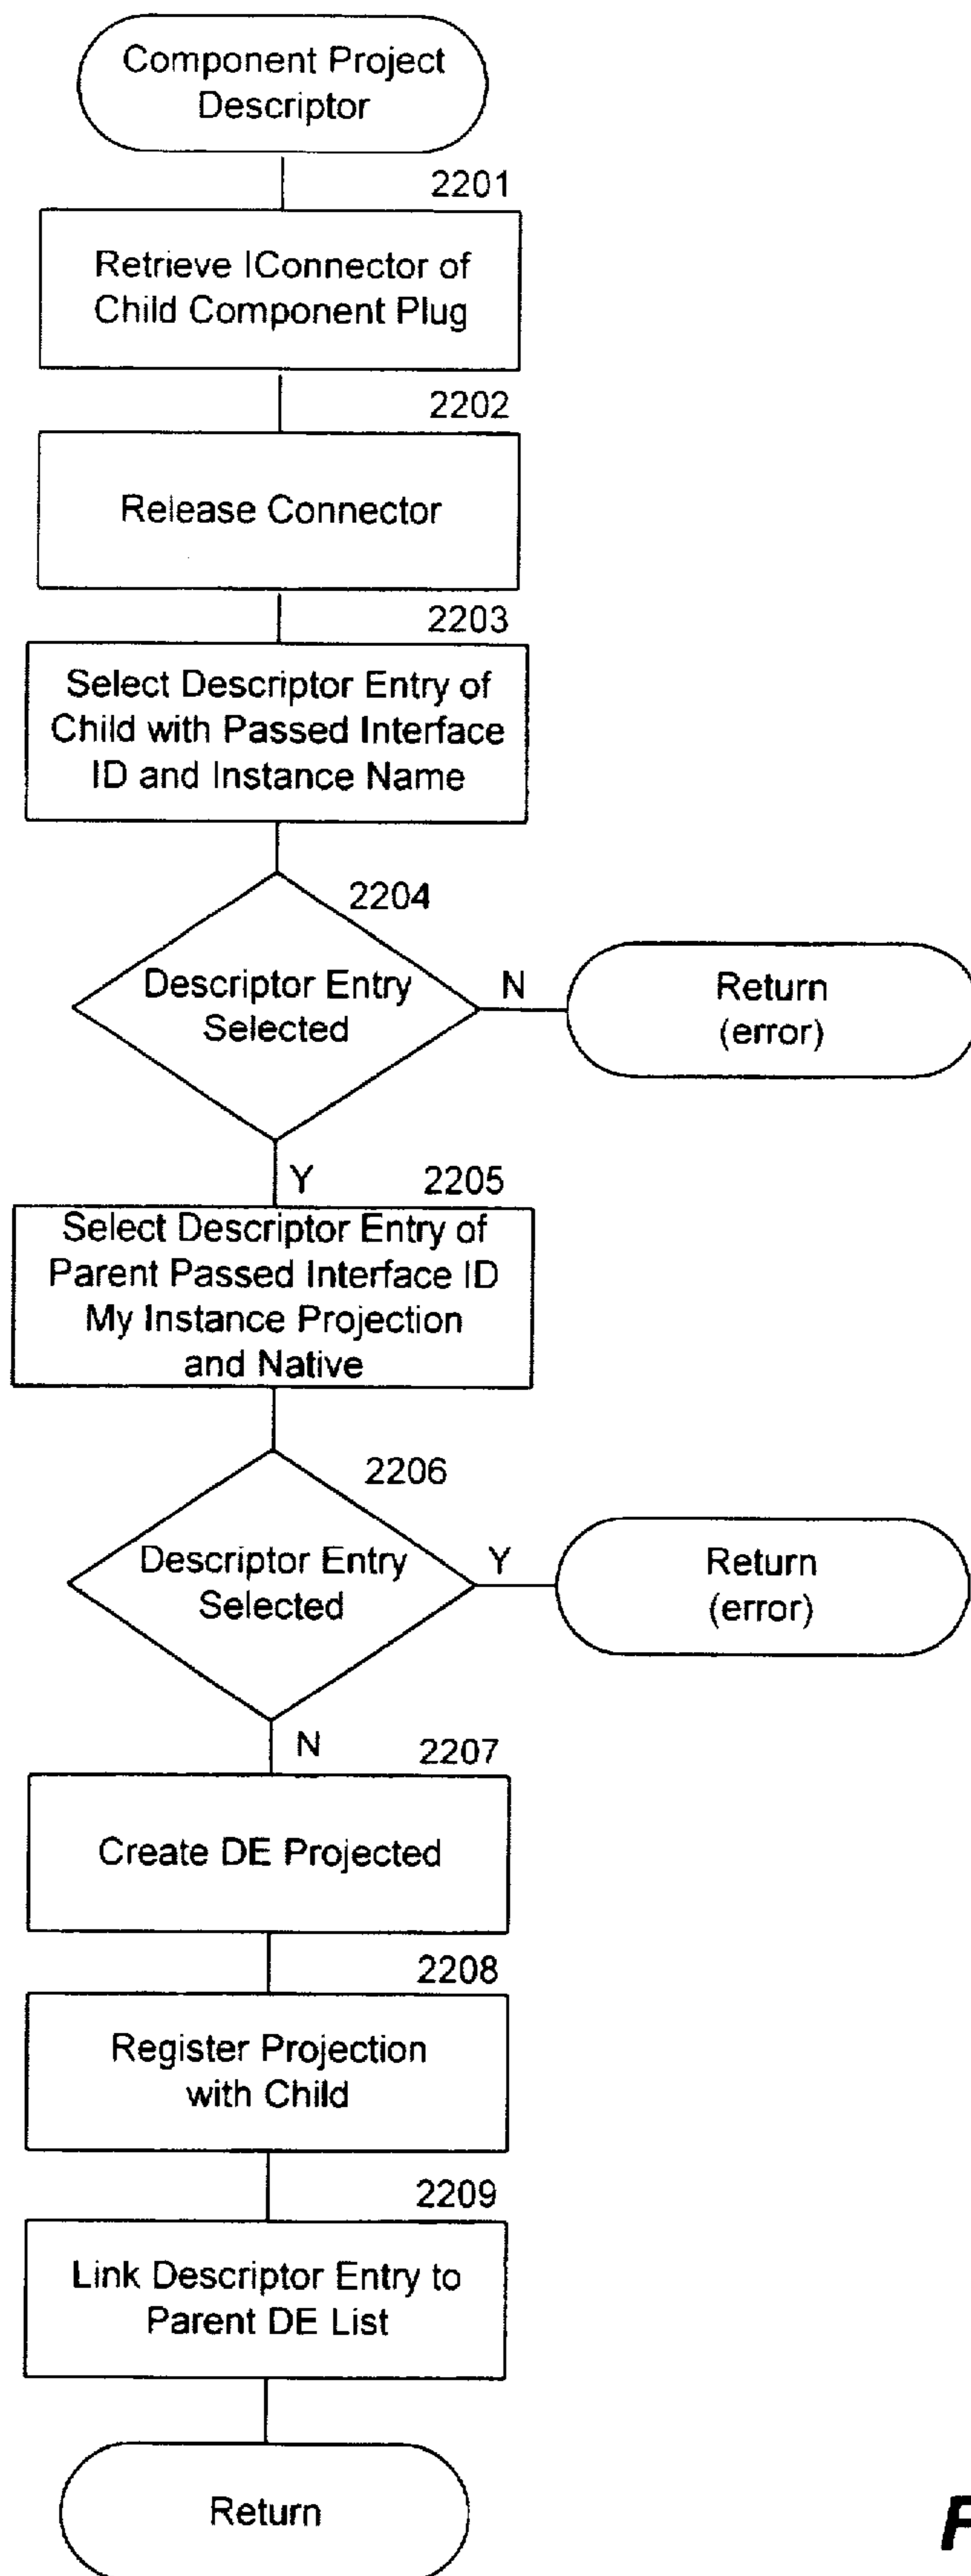 Component Project
Descriptor
2201
Retrieve IConnector of
Child Component Plug
2202
Release Connector
2203
Select Descriptor Entry of
Child with Passed Interface
ID and Instance Name
2204
Descriptor Entry
Selected
N
Return
(error)
Y
2205
Select Descriptor Entry of
Parent Passed Interface ID
My Instance Projection
and Native
2206
Descriptor Entry
Selected
Y
Return
(error)
N
2207
Create DE Projected
2208
Register Projection
with Child
2209
Link Descriptor Entry to
Parent DE List
Return